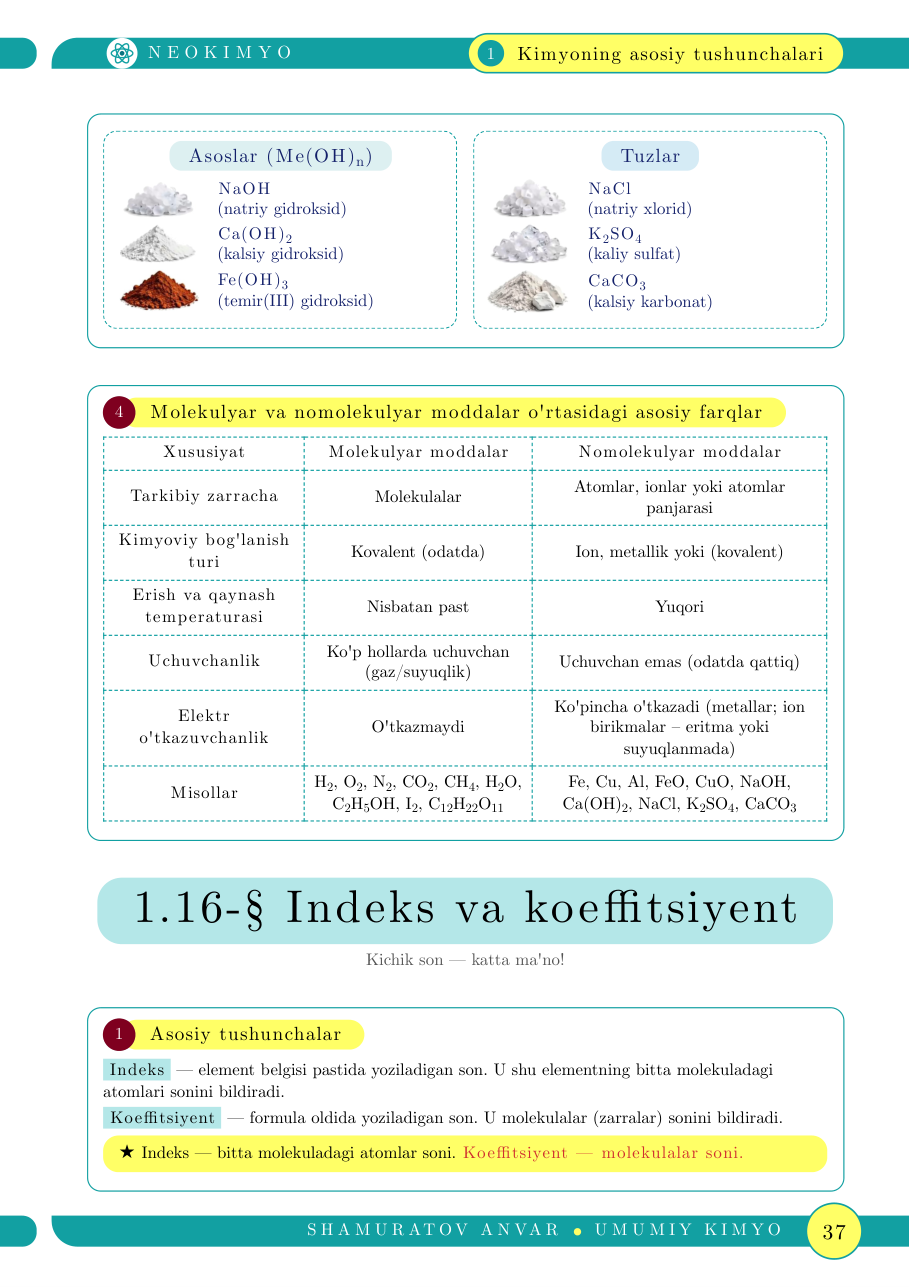 NEOKIMYO
1 Kimyoning asosiy tushunchalari
Asoslar (Me(OH)ₙ)
NaOH
(natriy gidroksid)
Ca(OH)₂
(kalsiy gidroksid)
Fe(OH)₃
(temir(III) gidroksid)
Tuzlar
NaCl
(natriy xlorid)
K₂SO₄
(kaliy sulfat)
CaCO₃
(kalsiy karbonat)
4 Molekulyar va nomolekulyar moddalar o'rtasidagi asosiy farqlar
Xususiyat
Molekulyar moddalar
Nomolekulyar moddalar
Tarkibiy zarracha
Molekulalar
Atomlar, ionlar yoki atomlar
panjarasi
Kimyoviy bog'lanish
turi
Kovalent (odatda)
Ion, metallik yoki (kovalent)
Erish va qaynash
temperaturasi
Nisbatan past
Yuqori
Uchuvchanlik
Ko'p hollarda uchuvchan
(gaz/suyuqlik)
Uchuvchan emas (odatda qattiq)
Elektr
o'tkazuvchanlik
O'tkazmaydi
Ko'pincha o'tkazadi (metallar; ion
birikmalar – eritma yoki
suyuqlanmada)
Misollar
H₂, O₂, N₂, CO₂, CH₄, H₂O,
C₂H₅OH, I₂, C₁₂H₂₂O₁₁
Fe, Cu, Al, FeO, CuO, NaOH,
Ca(OH)₂, NaCl, K₂SO₄, CaCO₃
1.16-§ Indeks va koeffitsiyent
Kichik son — katta ma'no!
1 Asosiy tushunchalar
Indeks — element belgisi pastida yoziladigan son. U shu elementning bitta molekuladagi
atomlari sonini bildiradi.
Koeffitsiyent — formula oldida yoziladigan son. U molekulalar (zarralar) sonini bildiradi.
★ Indeks — bitta molekuladagi atomlar soni. Koeffitsiyent — molekulalar soni.
SHAMURATOV ANVAR • UMUMIY KIMYO 37